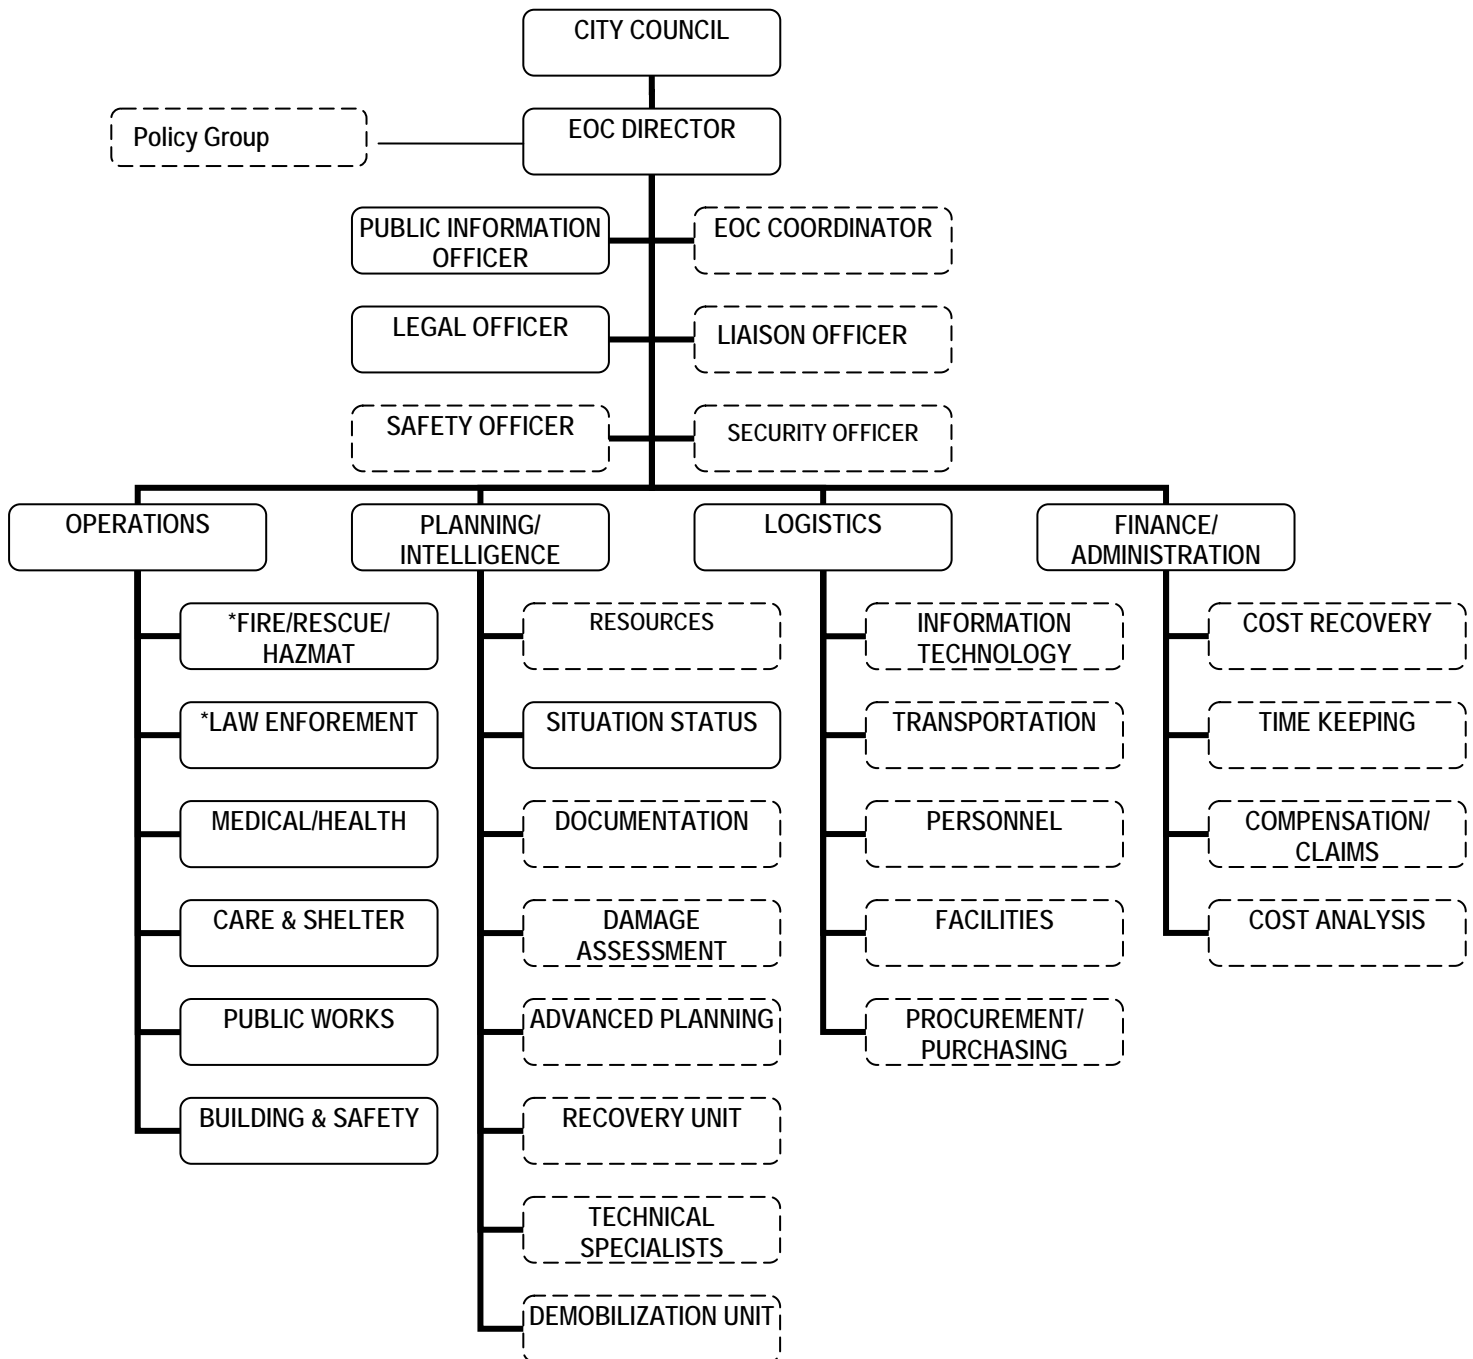 CITY COUNCIL
Policy Group
EOC DIRECTOR
PUBLIC INFORMATION
OFFICER
EOC COORDINATOR
LEGAL OFFICER
LIAISON OFFICER
SAFETY OFFICER
SECURITY OFFICER
OPERATIONS
PLANNING/
INTELLIGENCE
LOGISTICS
FINANCE/
ADMINISTRATION
*FIRE/RESCUE/
HAZMAT
*LAW ENFOREMENT
MEDICAL/HEALTH
CARE & SHELTER
PUBLIC WORKS
BUILDING & SAFETY
RESOURCES
SITUATION STATUS
DOCUMENTATION
DAMAGE
ASSESSMENT
ADVANCED PLANNING
RECOVERY UNIT
TECHNICAL
SPECIALISTS
DEMOBILIZATION UNIT
INFORMATION
TECHNOLOGY
TRANSPORTATION
PERSONNEL
FACILITIES
PROCUREMENT/
PURCHASING
COST RECOVERY
TIME KEEPING
COMPENSATION/
CLAIMS
COST ANALYSIS